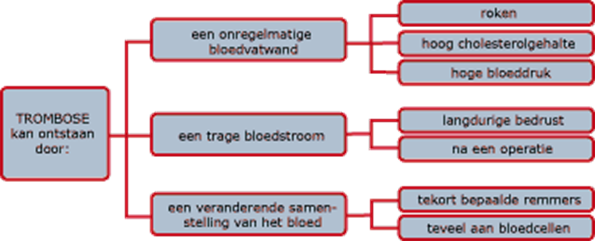 TROMBOSE
kan ontstaan
door:
een onregelmatige
bloedvatwand
roken
hoog cholesterolgehalte
hoge bloeddruk
een trage bloedstroom
langdurige bedrust
na een operatie
een veranderende samen-
stelling van het bloed
tekort bepaalde remmers
teveel aan bloedcellen